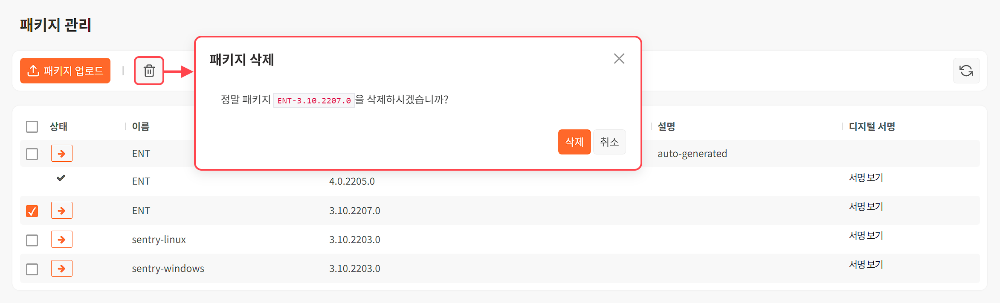 패키지 관리
패키지 업로드
패키지 삭제
정말 패키지 ENT-3.10.2207.0을 삭제하시겠습니까?
삭제 취소
상태 이름 설명 디지털 서명
ENT auto-generated
ENT 4.0.2205.0 서명 보기
ENT 3.10.2207.0 서명 보기
sentry-linux 3.10.2203.0 서명 보기
sentry-windows 3.10.2203.0 서명 보기